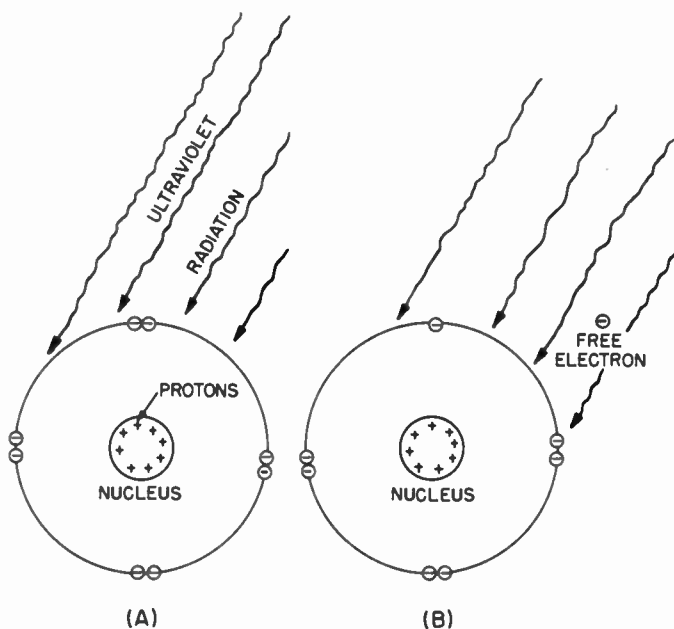 ULTRAVIOLET
RADIATION
PROTONS
NUCLEUS
(A)
FREE
ELECTRON
NUCLEUS
(B)